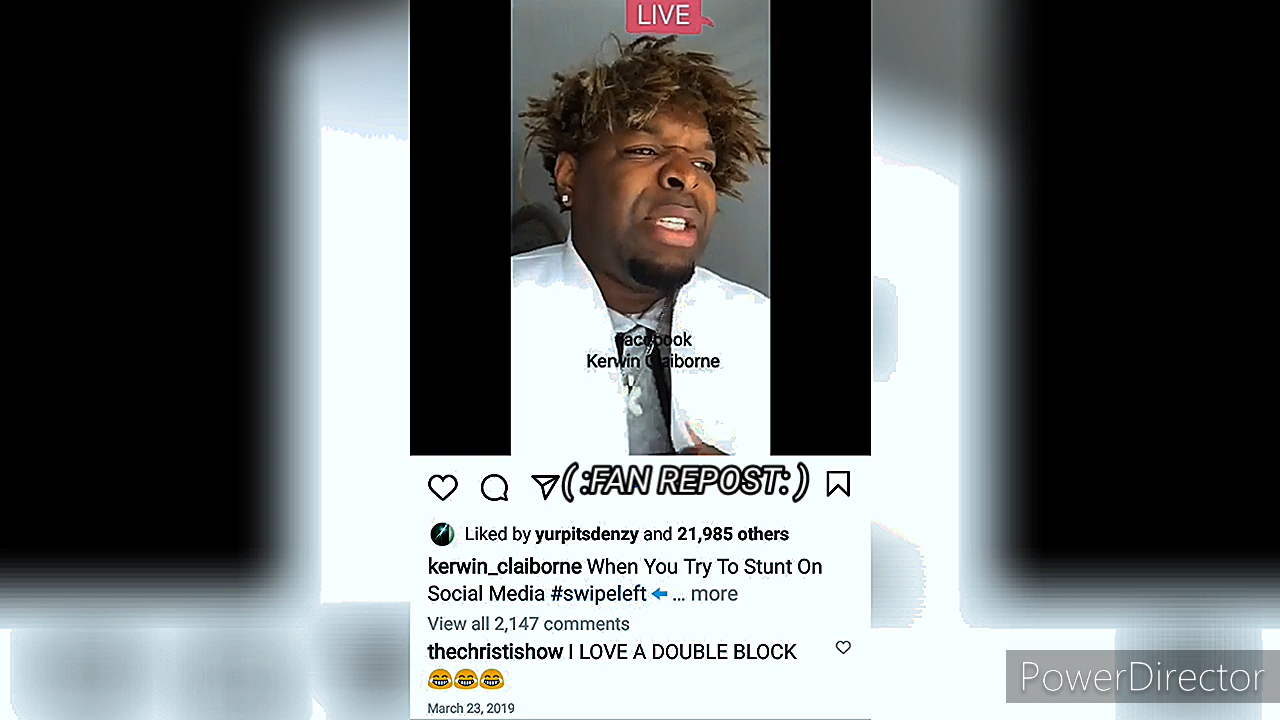 LIVE
Facebook
Kerwin Claiborne
( :FAN REPOST: )
Liked by yurpitsdenzy and 21,985 others
kerwin_claiborne When You Try To Stunt On
Social Media #swipeleft ... more
View all 2,147 comments
thechristishow I LOVE A DOUBLE BLOCK
😂😂😂
March 23, 2019
PowerDirector